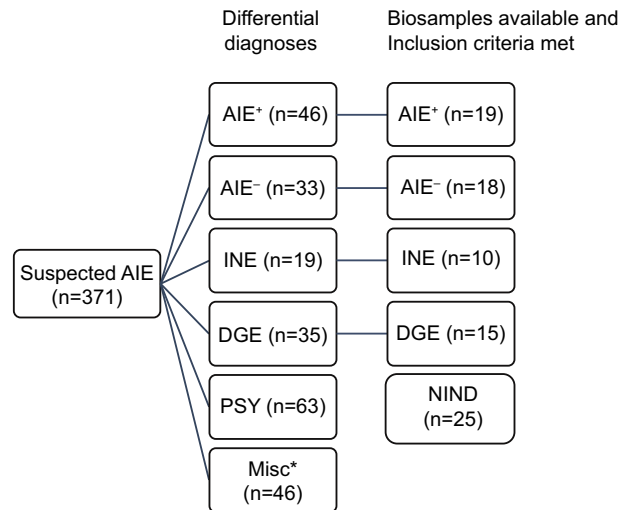 Differential
diagnoses
Biosamples available and
Inclusion criteria met
Suspected AIE
(n=371)
AIE⁺ (n=46)
AIE⁺ (n=19)
AIE⁻ (n=33)
AIE⁻ (n=18)
INE (n=19)
INE (n=10)
DGE (n=35)
DGE (n=15)
PSY (n=63)
NIND
(n=25)
Misc*
(n=46)